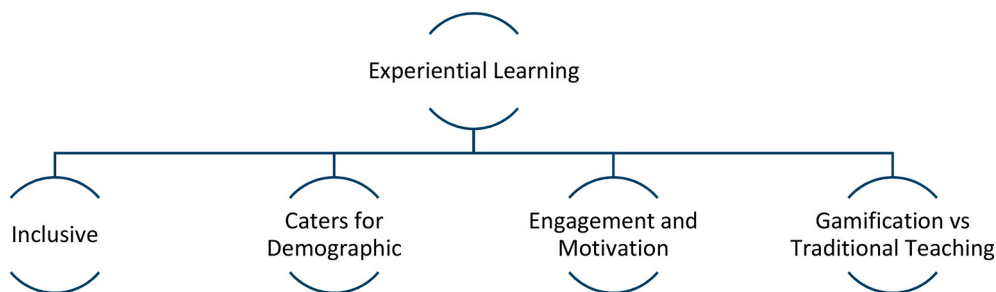 Experiential Learning
Inclusive
Caters for
Demographic
Engagement and
Motivation
Gamification vs
Traditional Teaching